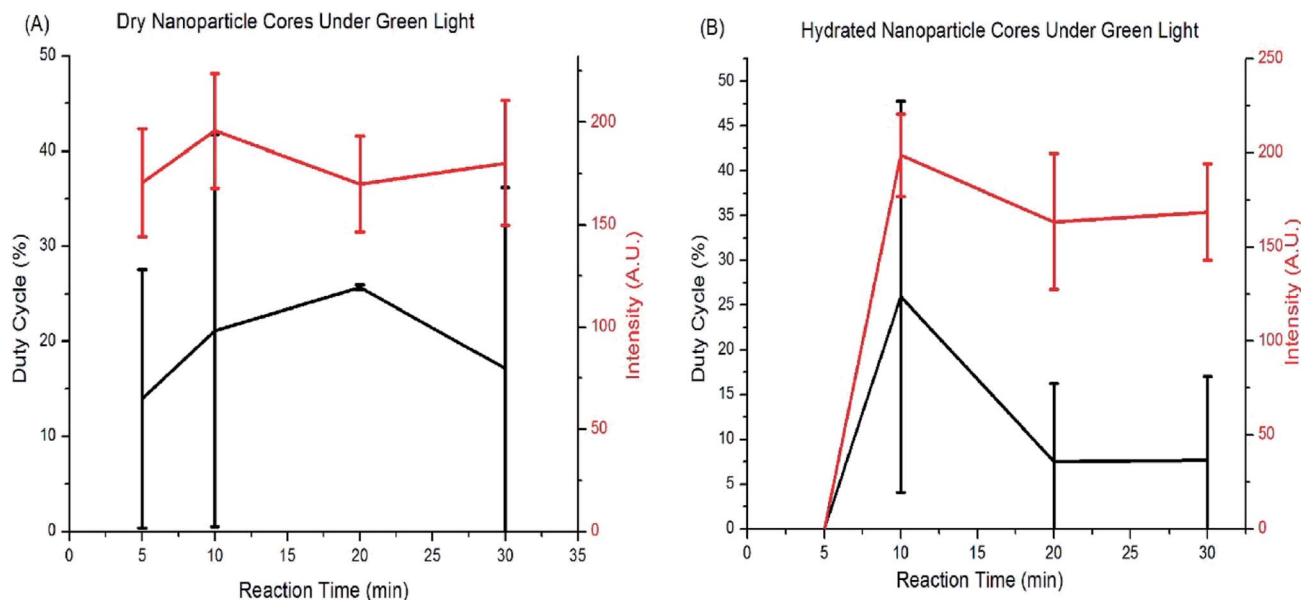 (A)
Dry Nanoparticle Cores Under Green Light
50
40
30
20
10
0
Duty Cycle (%)
200
150
100
50
0
Intensity (A.U.)
0 5 10 15 20 25 30 35
Reaction Time (min)
(B)
Hydrated Nanoparticle Cores Under Green Light
50
45
40
35
30
25
20
15
10
5
0
Duty Cycle (%)
250
200
150
100
50
0
Intensity (A.U.)
0 5 10 15 20 25 30
Reaction Time (min)